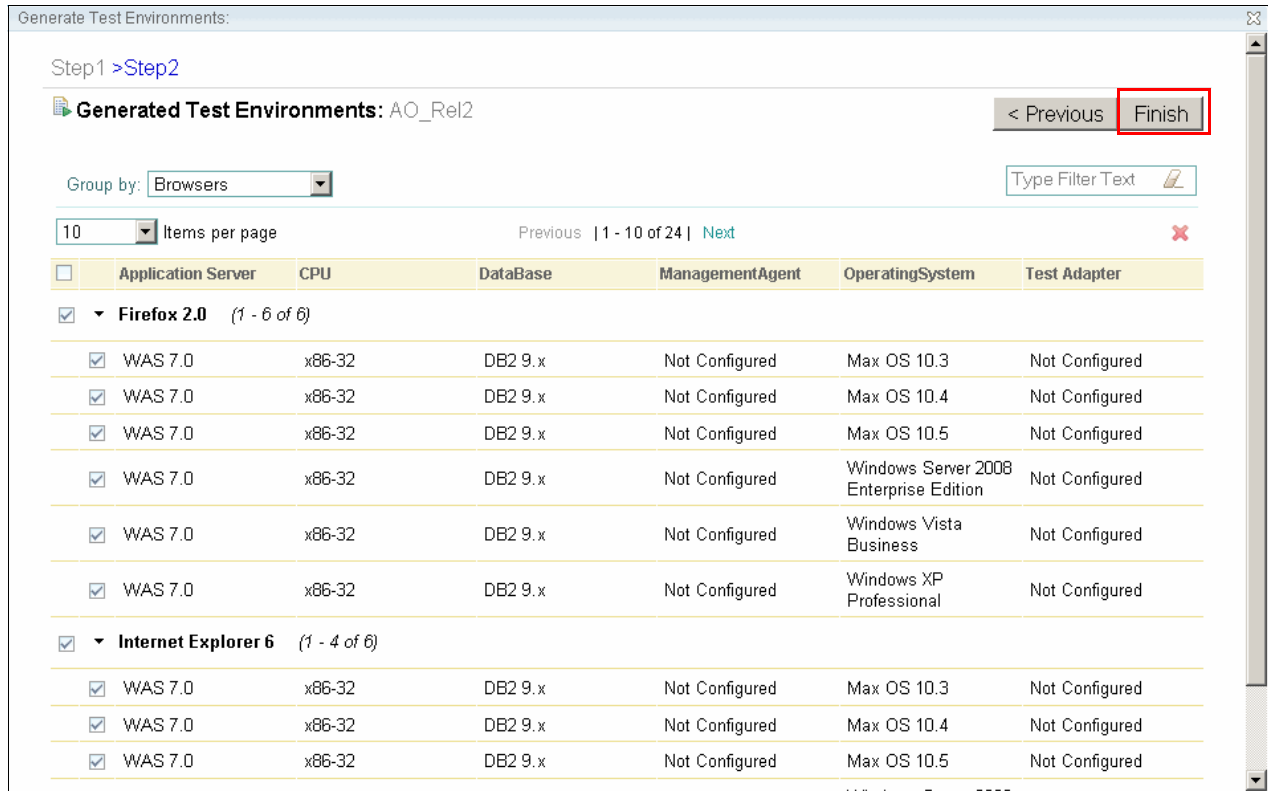 Generate Test Environments:
Step1 >Step2
Generated Test Environments: AO_Rel2
< Previous Finish
Group by: Browsers
Type Filter Text
10 Items per page Previous | 1 - 10 of 24 | Next
Application Server CPU DataBase ManagementAgent OperatingSystem Test Adapter
Firefox 2.0 (1 - 6 of 6)
WAS 7.0 x86-32 DB2 9.x Not Configured Max OS 10.3 Not Configured
WAS 7.0 x86-32 DB2 9.x Not Configured Max OS 10.4 Not Configured
WAS 7.0 x86-32 DB2 9.x Not Configured Max OS 10.5 Not Configured
WAS 7.0 x86-32 DB2 9.x Not Configured Windows Server 2008 Enterprise Edition Not Configured
WAS 7.0 x86-32 DB2 9.x Not Configured Windows Vista Business Not Configured
WAS 7.0 x86-32 DB2 9.x Not Configured Windows XP Professional Not Configured
Internet Explorer 6 (1 - 4 of 6)
WAS 7.0 x86-32 DB2 9.x Not Configured Max OS 10.3 Not Configured
WAS 7.0 x86-32 DB2 9.x Not Configured Max OS 10.4 Not Configured
WAS 7.0 x86-32 DB2 9.x Not Configured Max OS 10.5 Not Configured